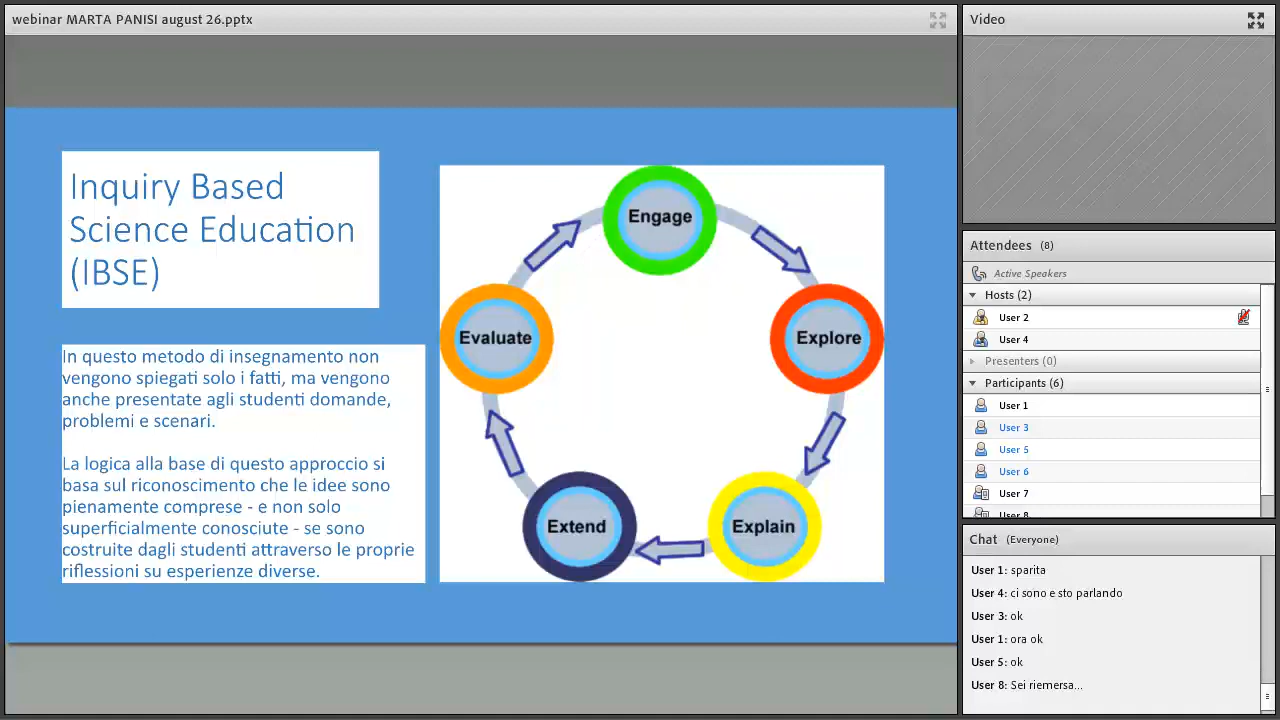 webinar MARTA PANISI august 26.pptx
Inquiry Based
Science Education
(IBSE)
In questo metodo di insegnamento non
vengono spiegati solo i fatti, ma vengono
anche presentate agli studenti domande,
problemi e scenari.
La logica alla base di questo approccio si
basa sul riconoscimento che le idee sono
pienamente comprese - e non solo
superficialmente conosciute - se sono
costruite dagli studenti attraverso le proprie
riflessioni su esperienze diverse.
Engage
Explore
Explain
Extend
Evaluate
Video
Attendees (8)
Active Speakers
Hosts (2)
User 2
User 4
Presenters (0)
Participants (6)
User 1
User 3
User 5
User 6
User 7
User 8
Chat (Everyone)
User 1: sparita
User 4: ci sono e sto parlando
User 3: ok
User 1: ora ok
User 5: ok
User 8: Sei riemersa...